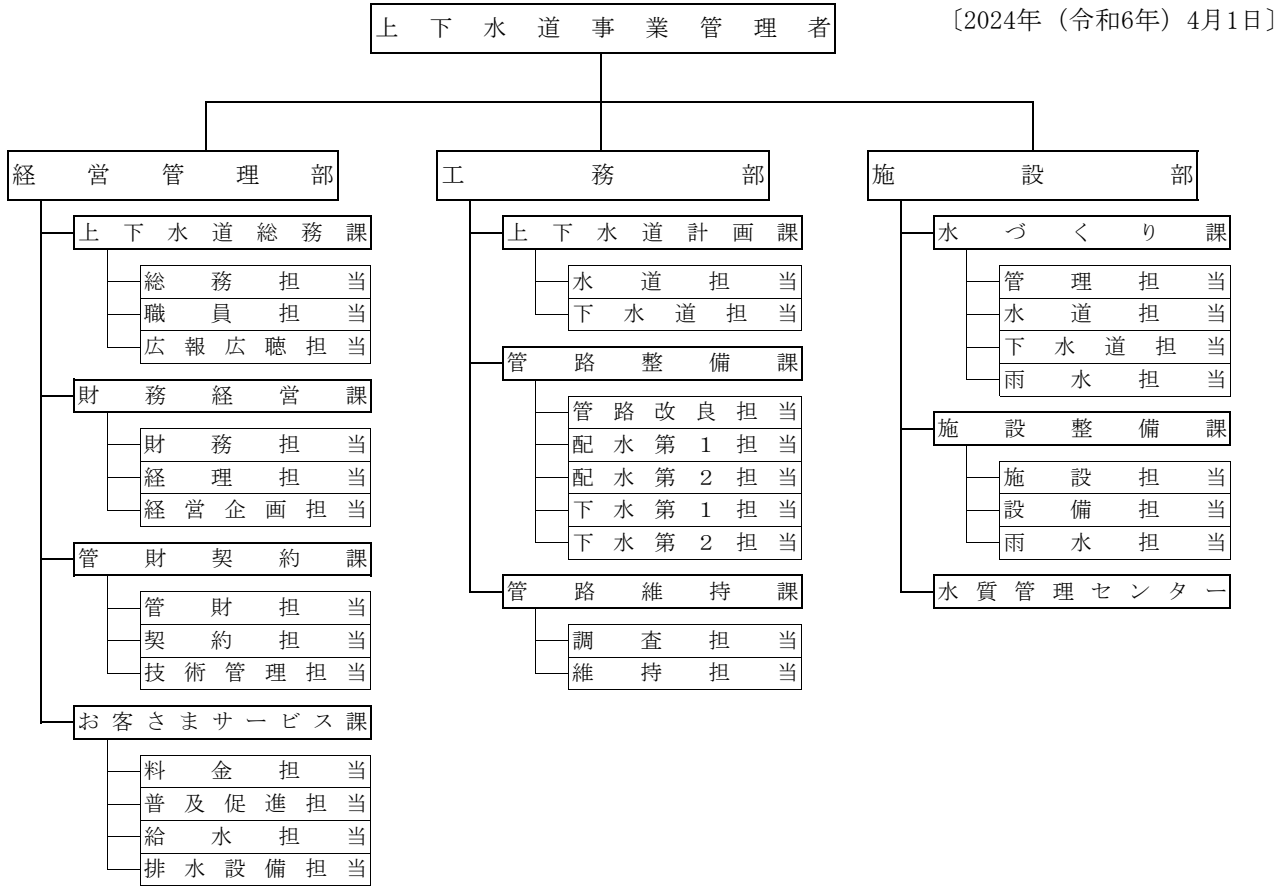 上下水道事業管理者
〔2024年（令和6年）4月1日〕
経営管理部
上下水道総務課
総務担当
職員担当
広報広聴担当
財務経営課
財務担当
経理担当
経営企画担当
管財契約課
管財担当
契約担当
技術管理担当
お客さまサービス課
料金担当
普及促進担当
給水担当
排水設備担当
工務部
上下水道計画課
水道担当
下水道担当
管路整備課
管路改良担当
配水第1担当
配水第2担当
下水第1担当
下水第2担当
管路維持課
調査担当
維持担当
施設部
水づくり課
管理担当
水道担当
下水道担当
雨水担当
施設整備課
施設担当
設備担当
雨水担当
水質管理センター